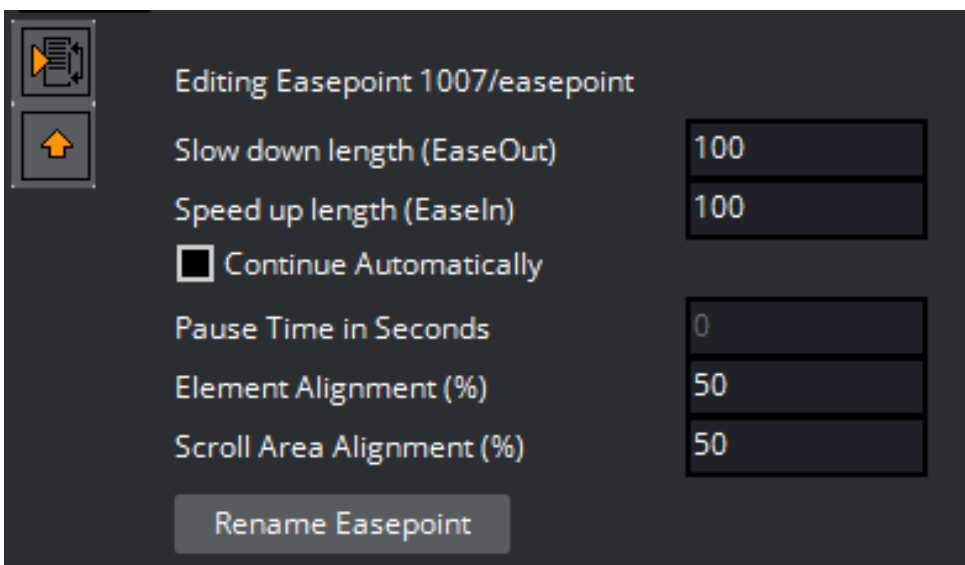 Editing Easepoint 1007/easepoint
Slow down length (EaseOut) 100
Speed up length (EaseIn) 100
Continue Automatically
Pause Time in Seconds 0
Element Alignment (%) 50
Scroll Area Alignment (%) 50
Rename Easepoint